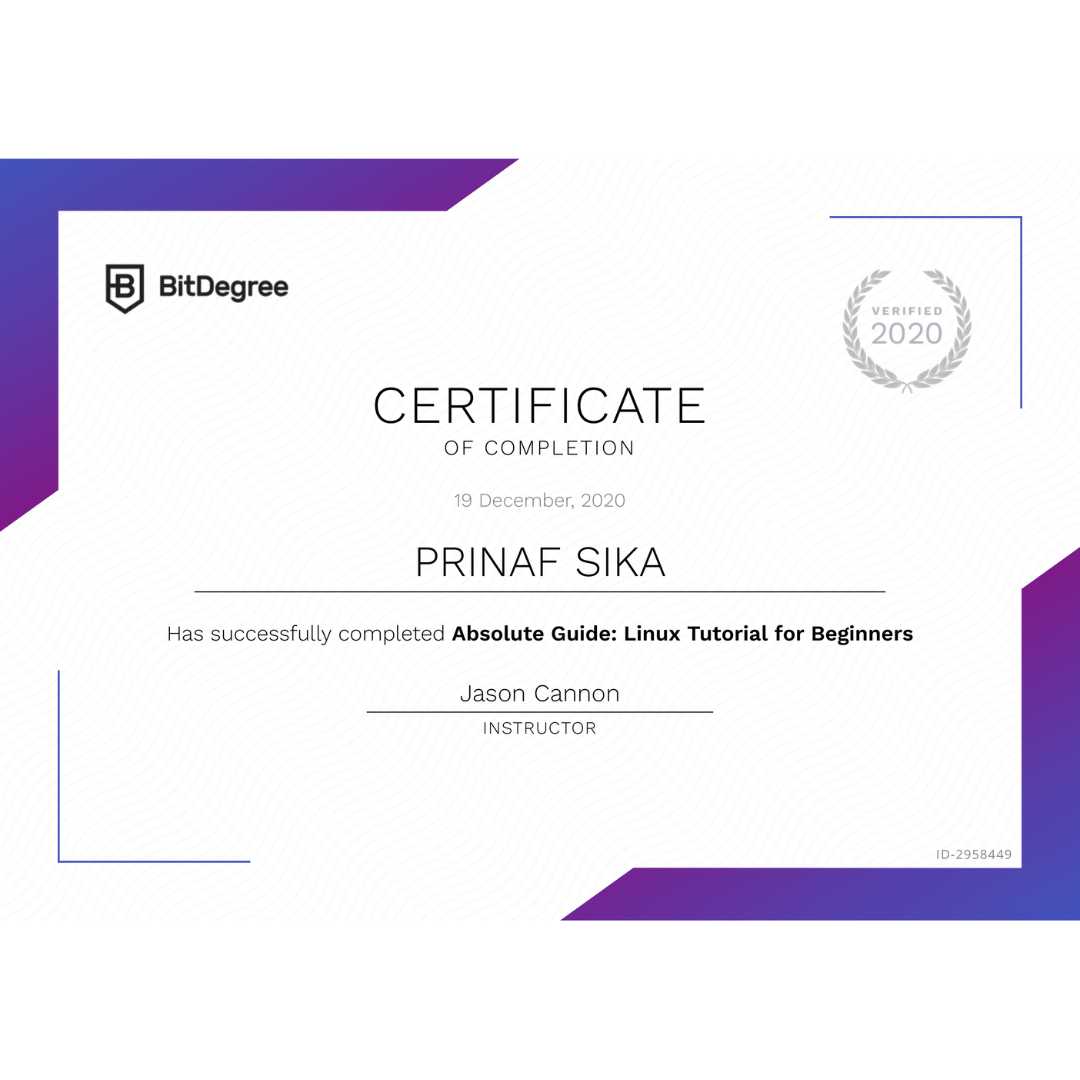 BitDegree
VERIFIED
2020
CERTIFICATE
OF COMPLETION
19 December, 2020
PRINAF SIKA
Has successfully completed Absolute Guide: Linux Tutorial for Beginners
Jason Cannon
INSTRUCTOR
ID-2958449